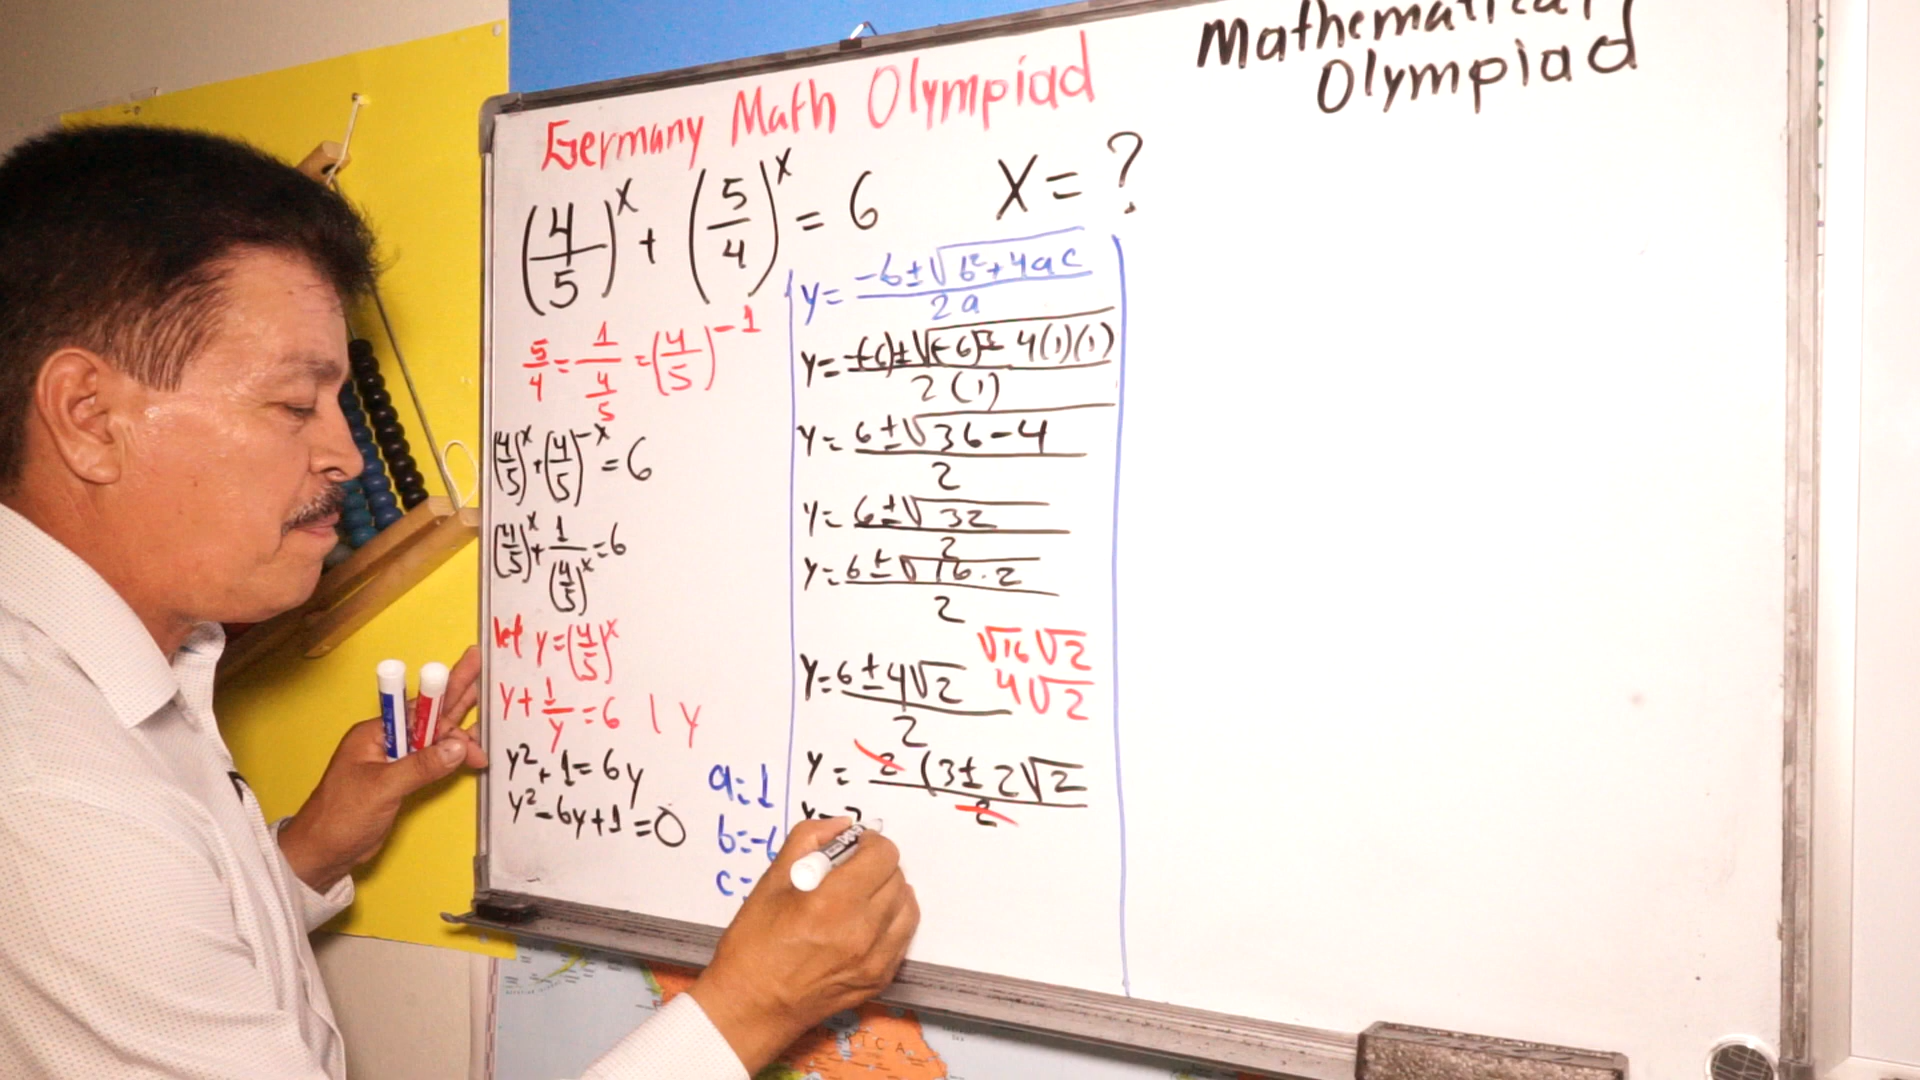 Mathematical
Olympiad
Germany Math Olympiad
(4/5)^x + (5/4)^x = 6 X = ?
5/4 = 1/(4/5) = (4/5)^-1
(4/5)^x + (4/5)^-x = 6
(4/5)^x + 1/(4/5)^x = 6
let y = (4/5)^x
y + 1/y = 6 | y
y² + 1 = 6y
y² - 6y + 1 = 0
a = 1
b = -6
c =
y = (-b ± √(b² + 4ac)) / 2a
y = (-(-6) ± √((-6)² - 4(1)(1))) / 2(1)
y = (6 ± √(36 - 4)) / 2
y = (6 ± √32) / 2
y = (6 ± √(16·2)) / 2
√16 √2
4√2
y = (6 ± 4√2) / 2
y = 2(3 ± 2√2 / 2
y = 3
RICA